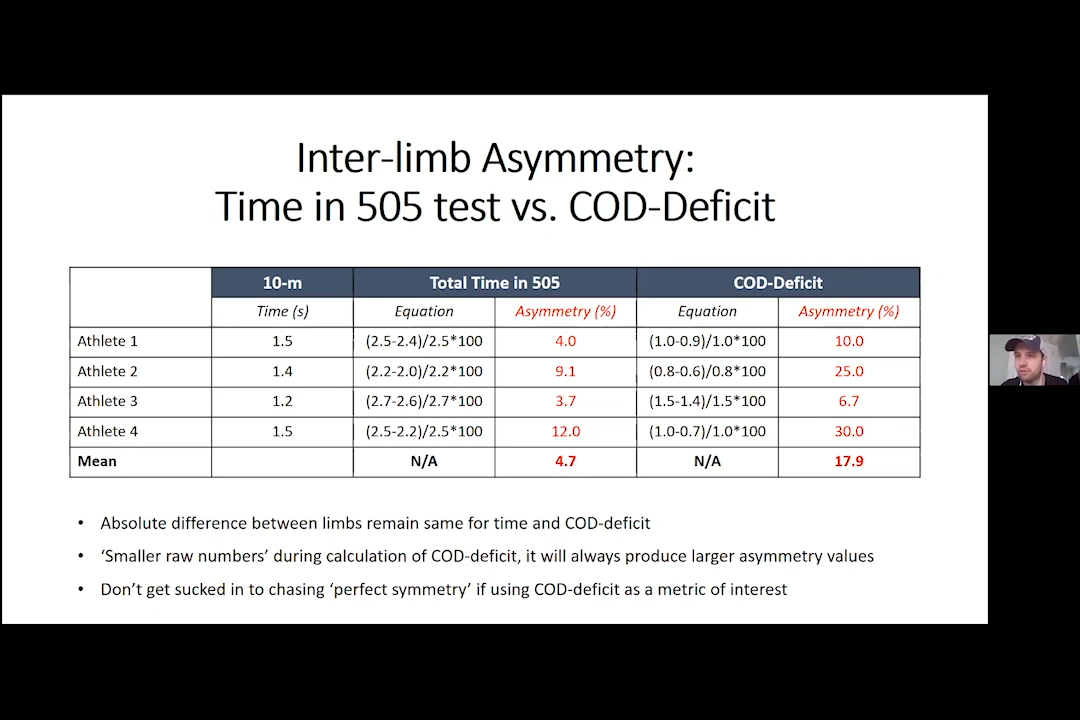 Inter-limb Asymmetry:
Time in 505 test vs. COD-Deficit
10-m Total Time in 505 COD-Deficit
Time (s) Equation Asymmetry (%) Equation Asymmetry (%)
Athlete 1 1.5 (2.5-2.4)/2.5*100 4.0 (1.0-0.9)/1.0*100 10.0
Athlete 2 1.4 (2.2-2.0)/2.2*100 9.1 (0.8-0.6)/0.8*100 25.0
Athlete 3 1.2 (2.7-2.6)/2.7*100 3.7 (1.5-1.4)/1.5*100 6.7
Athlete 4 1.5 (2.5-2.2)/2.5*100 12.0 (1.0-0.7)/1.0*100 30.0
Mean N/A 4.7 N/A 17.9
• Absolute difference between limbs remain same for time and COD-deficit
• ‘Smaller raw numbers’ during calculation of COD-deficit, it will always produce larger asymmetry values
• Don’t get sucked in to chasing ‘perfect symmetry’ if using COD-deficit as a metric of interest